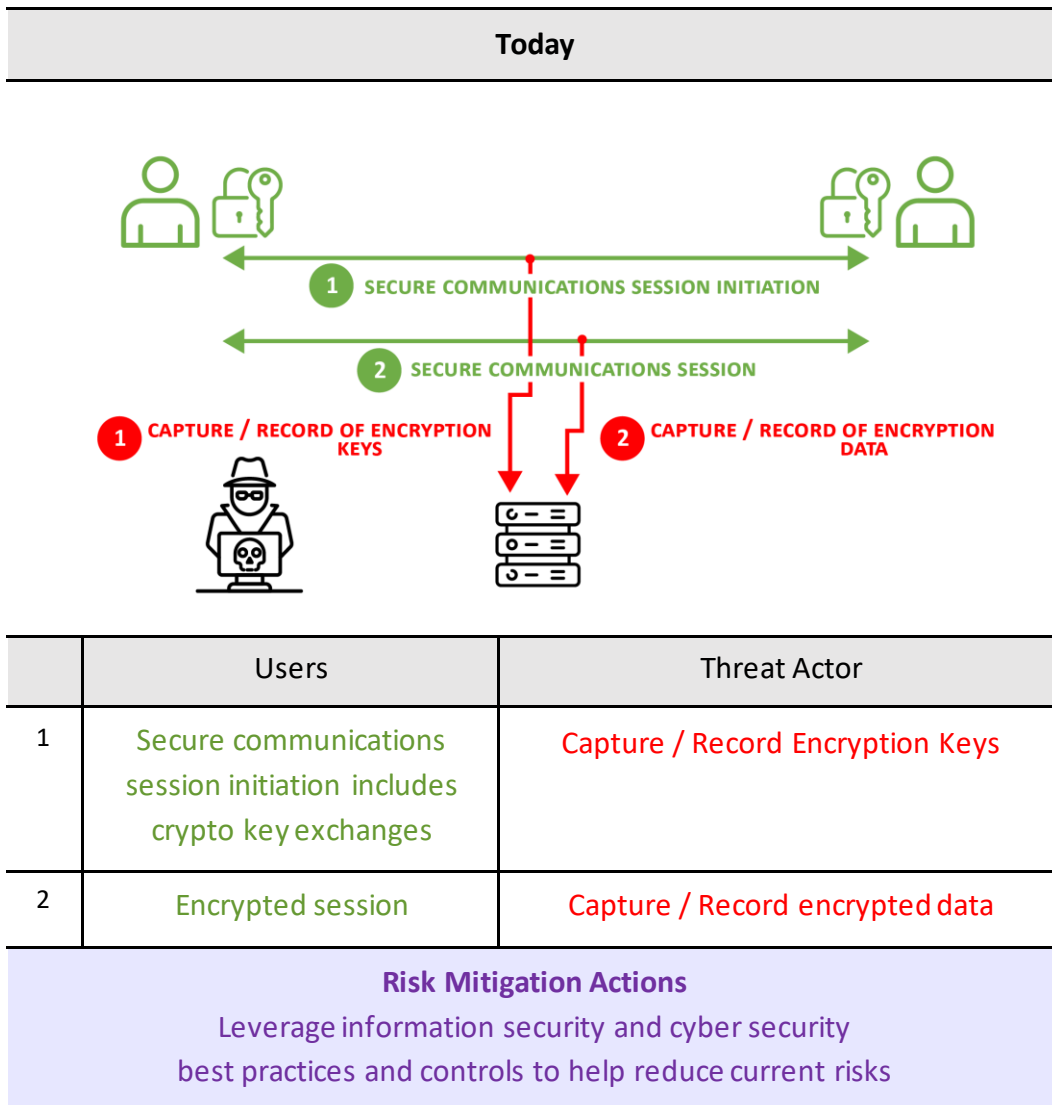 Today
1 SECURE COMMUNICATIONS SESSION INITIATION
2 SECURE COMMUNICATIONS SESSION
1 CAPTURE / RECORD OF ENCRYPTION
KEYS
2 CAPTURE / RECORD OF ENCRYPTION
DATA
Users
Threat Actor
1
Secure communications
session initiation includes
crypto key exchanges
Capture / Record Encryption Keys
2
Encrypted session
Capture / Record encrypted data
Risk Mitigation Actions
Leverage information security and cyber security
best practices and controls to help reduce current risks